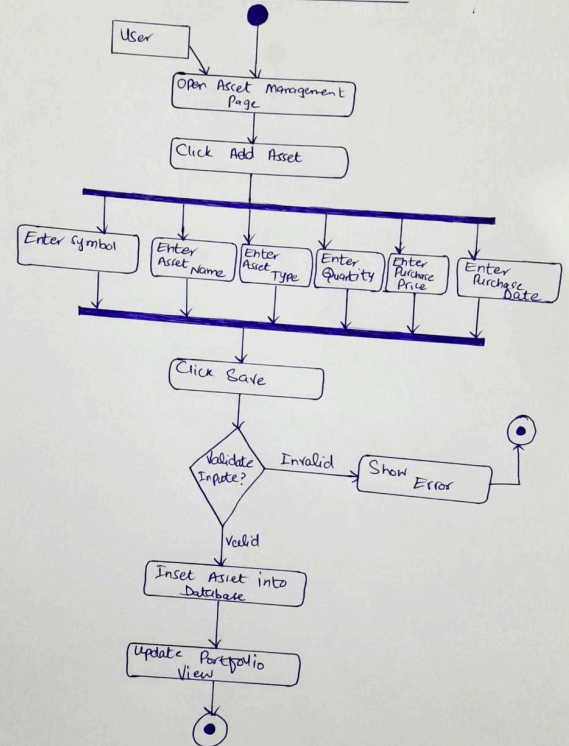 User
Open Asset Management
Page
Click Add Asset
Enter Symbol
Enter
Asset
Name
Enter
Asset
Type
Enter
Quantity
Enter
Purchase
Price
Enter
Purchase
Date
Click Save
Validate
Inpute?
Invalid
Show
Error
Valid
Inset Asset into
Database
Update Portfolio
View